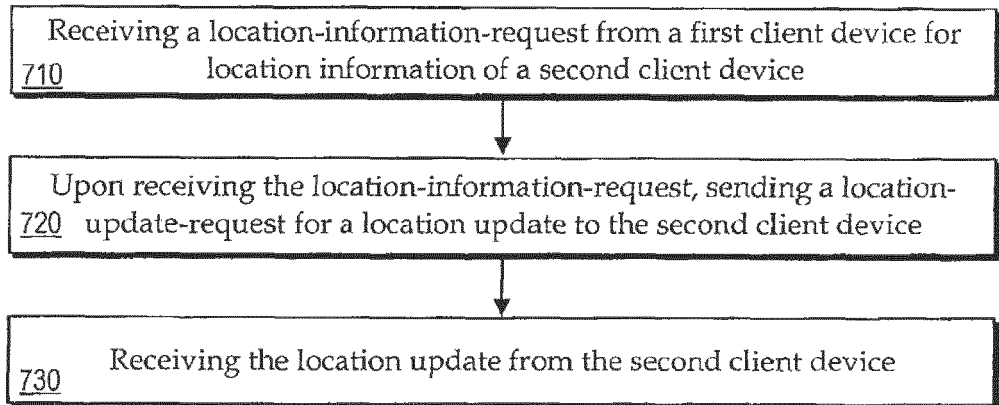 Receiving a location-information-request from a first client device for
710 location information of a second client device
Upon receiving the location-information-request, sending a location-
720 update-request for a location update to the second client device
Receiving the location update from the second client device
730